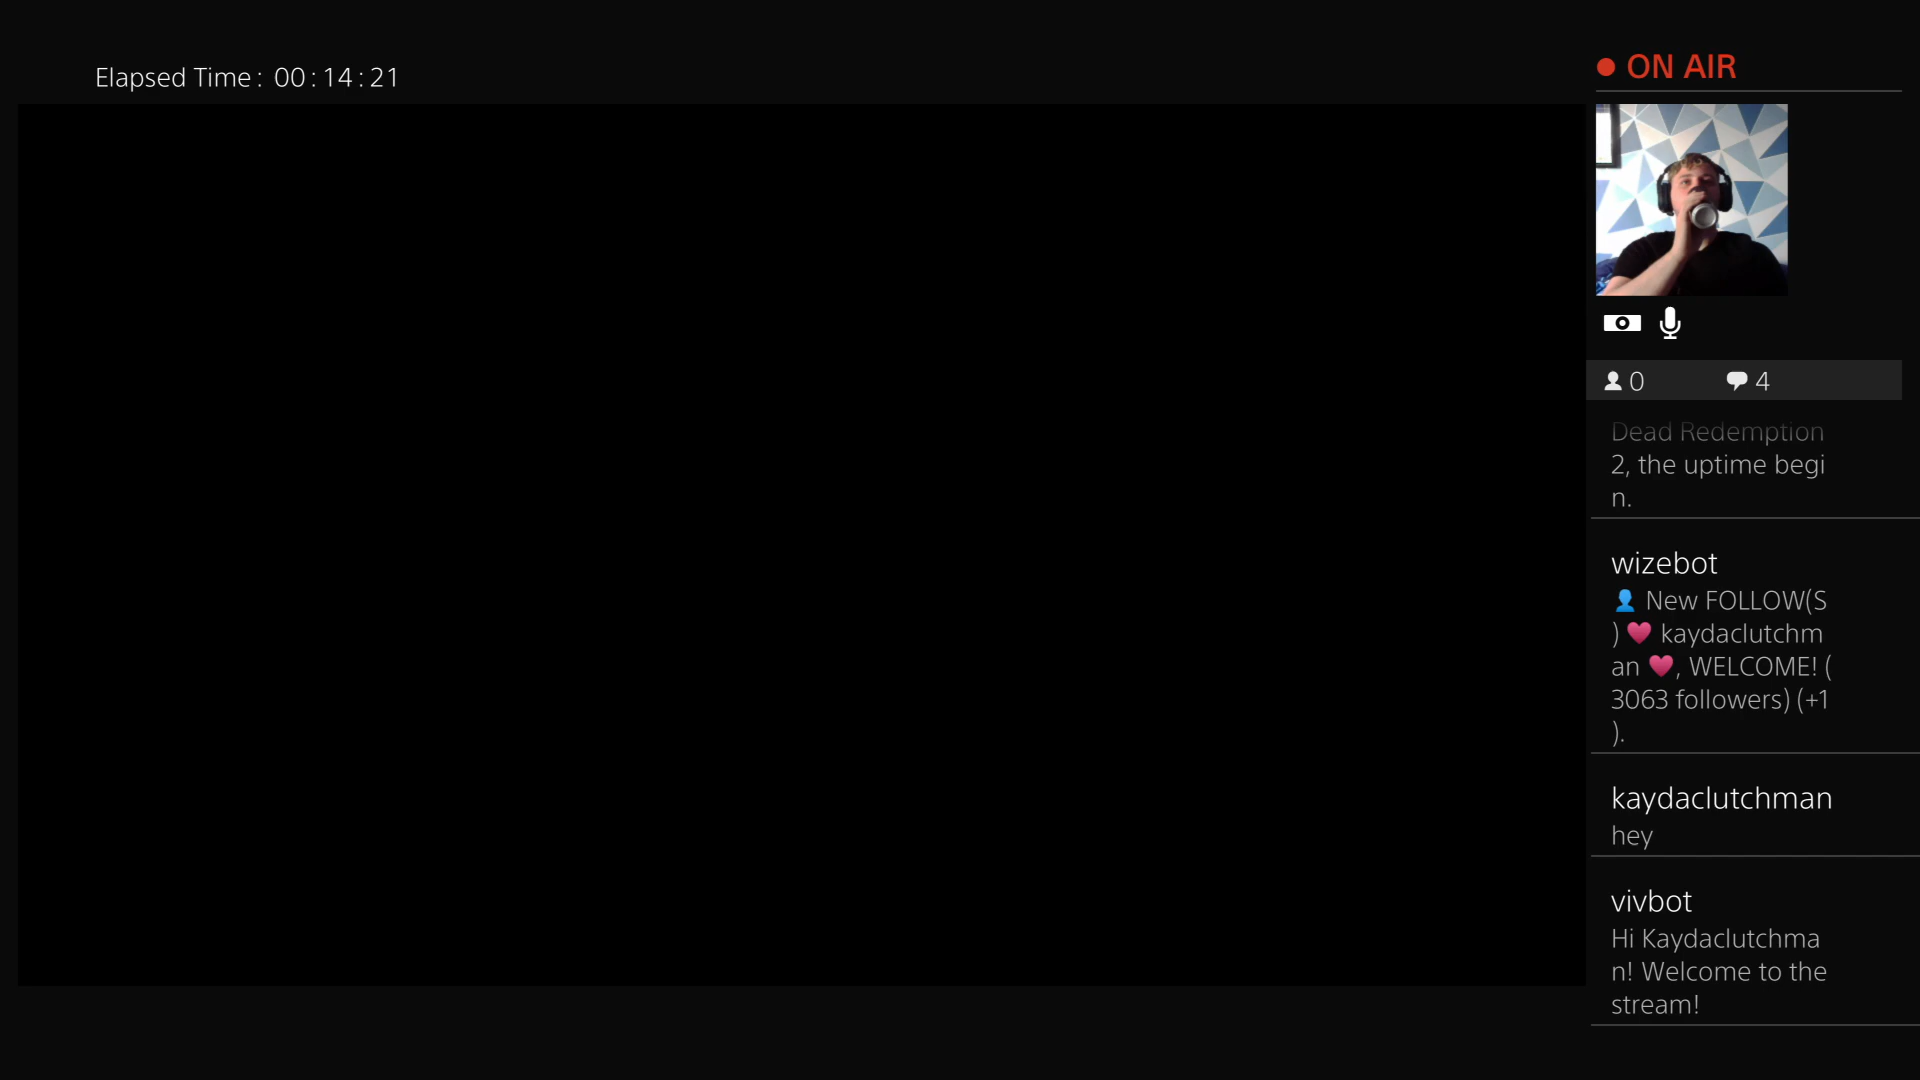 Elapsed Time: 00:14:21
ON AIR
0 4
Dead Redemption
2, the uptime begi
n.
wizebot
👤 New FOLLOW(S
) ♥ kaydaclutchm
an ♥, WELCOME! (
3063 followers) (+1
).
kaydaclutchman
hey
vivbot
Hi Kaydaclutchma
n! Welcome to the
stream!